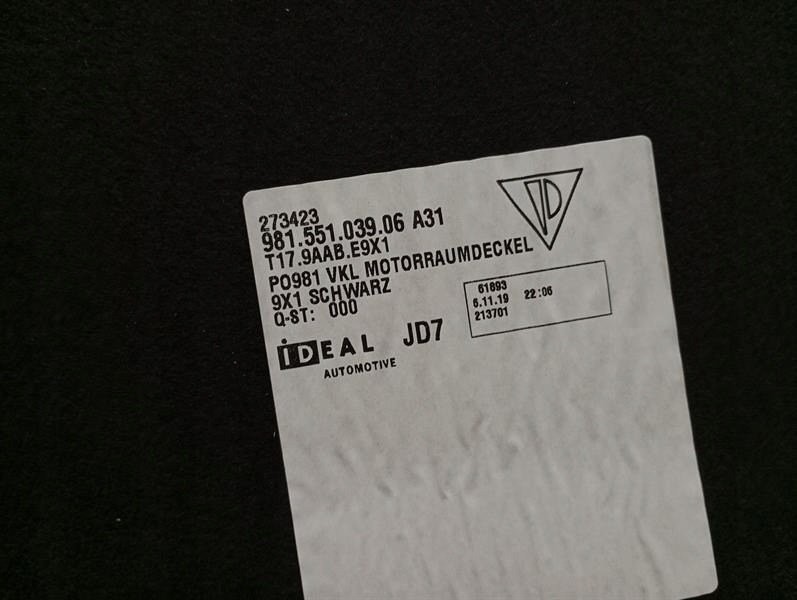 273423
981.551.039.06 A31
T17.9AAB.E9X1
PO981 VKL MOTORRAUMDECKEL
9X1 SCHWARZ
Q-ST: 000
61893
6.11.19 22:06
213701
iDEAL JD7
AUTOMOTIVE